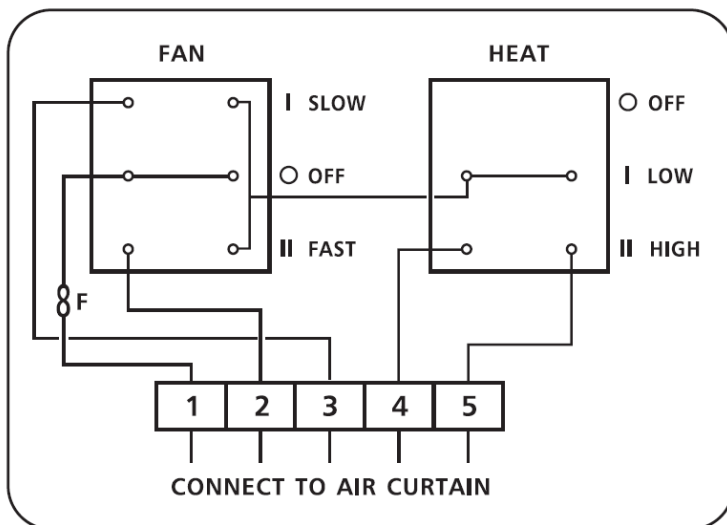 FAN HEAT
I SLOW O OFF
O OFF I LOW
II FAST II HIGH
F
1 2 3 4 5
CONNECT TO AIR CURTAIN